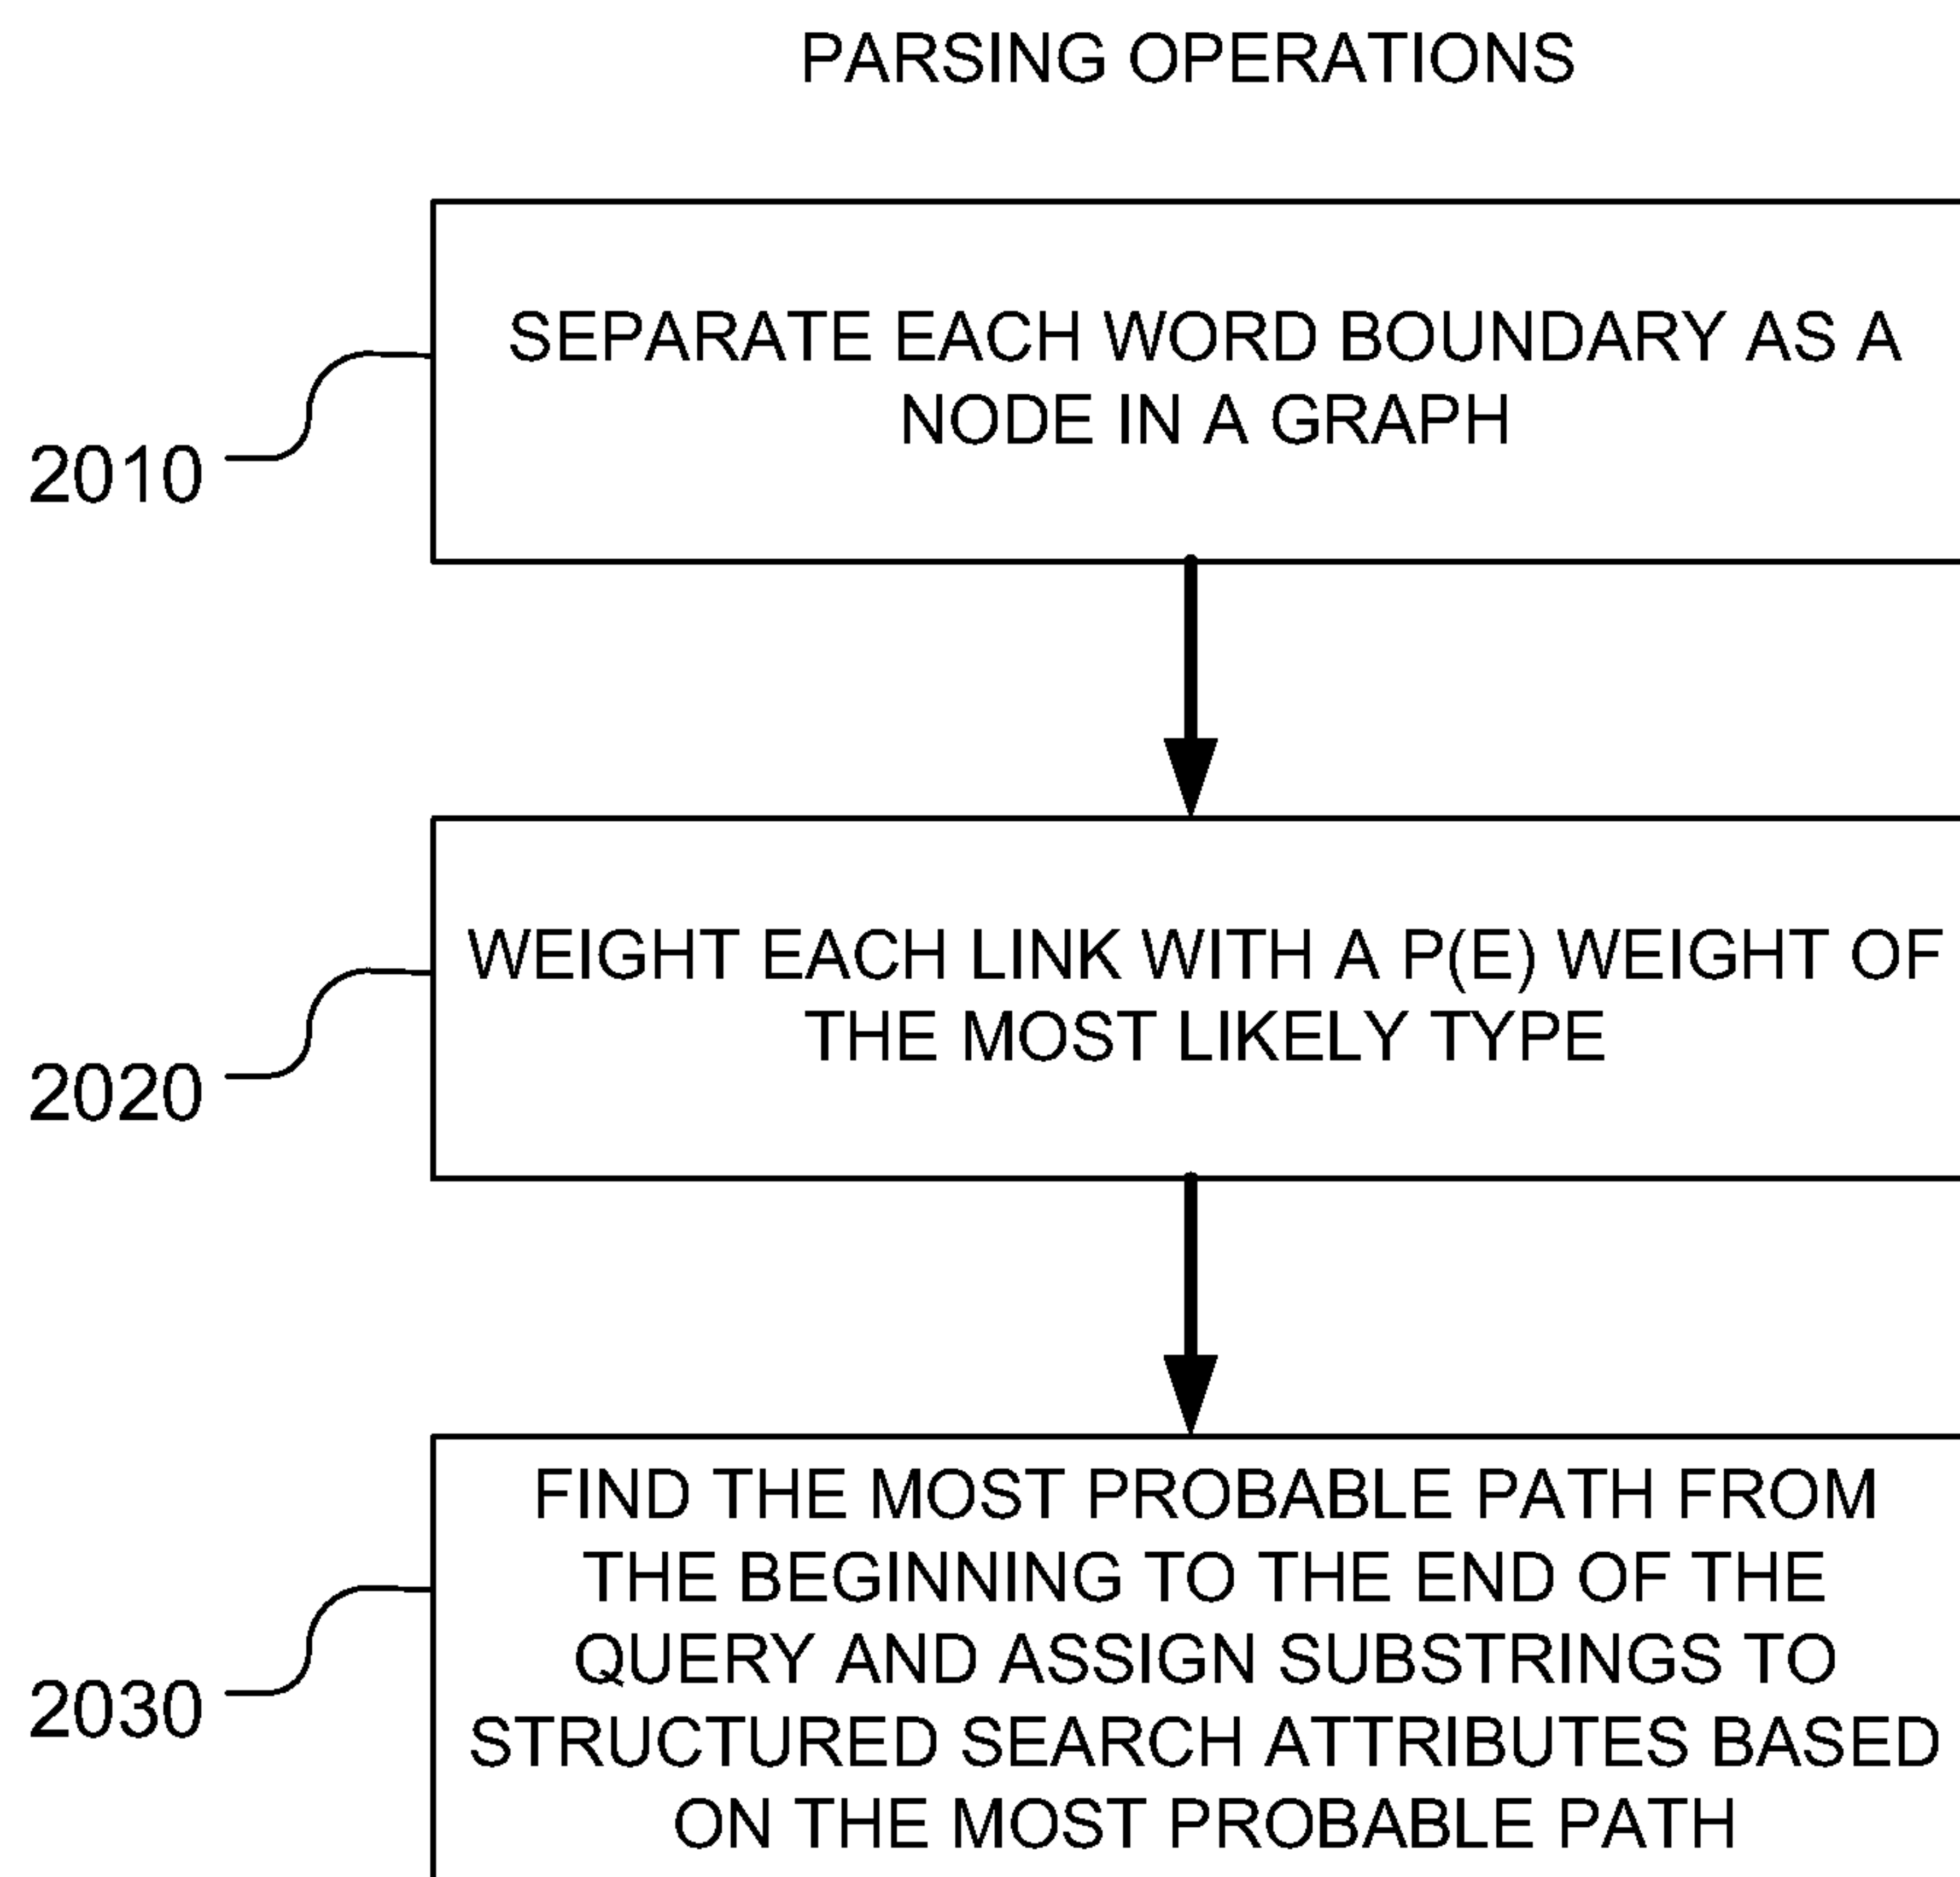 PARSING OPERATIONS
SEPARATE EACH WORD BOUNDARY AS A
NODE IN A GRAPH
2010
WEIGHT EACH LINK WITH A P(E) WEIGHT OF
THE MOST LIKELY TYPE
2020
FIND THE MOST PROBABLE PATH FROM
THE BEGINNING TO THE END OF THE
QUERY AND ASSIGN SUBSTRINGS TO
STRUCTURED SEARCH ATTRIBUTES BASED
ON THE MOST PROBABLE PATH
2030